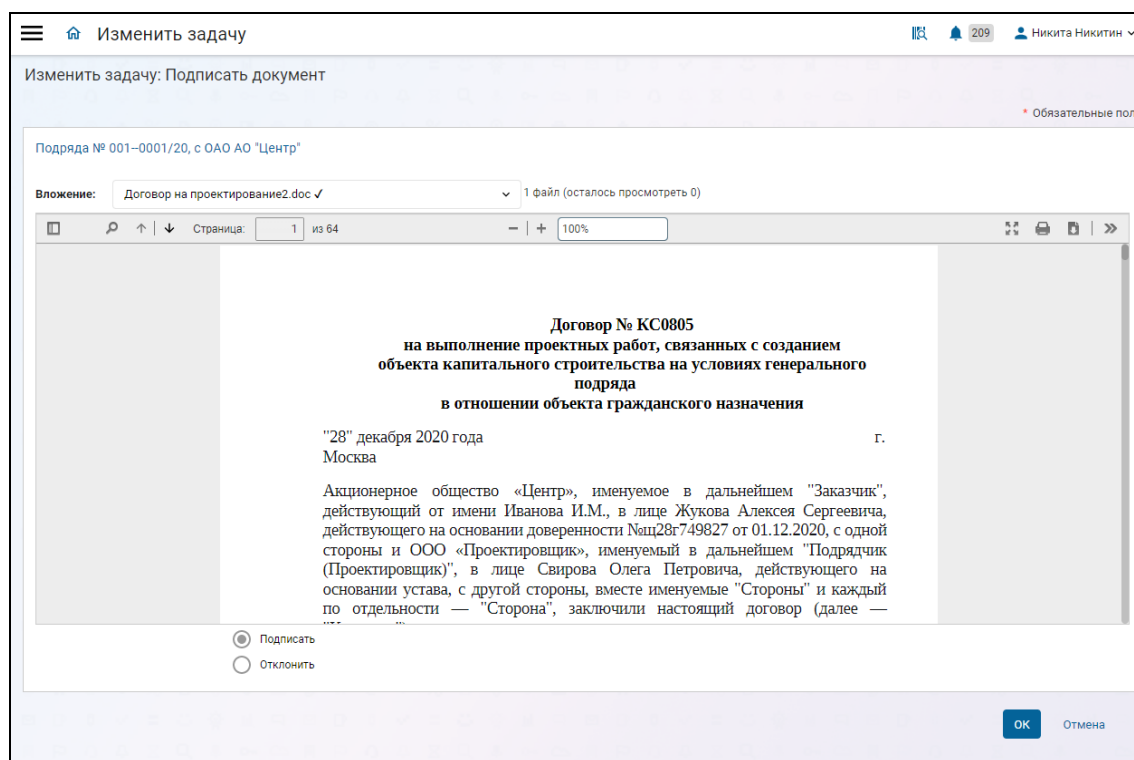 Изменить задачу
209
Никита Никитин
Изменить задачу: Подписать документ
* Обязательные пол
Подряда № 001--0001/20, с ОАО АО "Центр"
Вложение: Договор на проектирование2.doc ✓ 1 файл (осталось просмотреть 0)
Страница: 1 из 64 100%
Договор № КС0805
на выполнение проектных работ, связанных с созданием
объекта капитального строительства на условиях генерального
подряда
в отношении объекта гражданского назначения
"28" декабря 2020 года г.
Москва
Акционерное общество «Центр», именуемое в дальнейшем "Заказчик",
действующий от имени Иванова И.М., в лице Жукова Алексея Сергеевича,
действующего на основании доверенности №щ28г749827 от 01.12.2020, с одной
стороны и ООО «Проектировщик», именуемый в дальнейшем "Подрядчик
(Проектировщик)", в лице Свирова Олега Петровича, действующего на
основании устава, с другой стороны, вместе именуемые "Стороны" и каждый
по отдельности — "Сторона", заключили настоящий договор (далее —
Подписать
Отклонить
ОК
Отмена